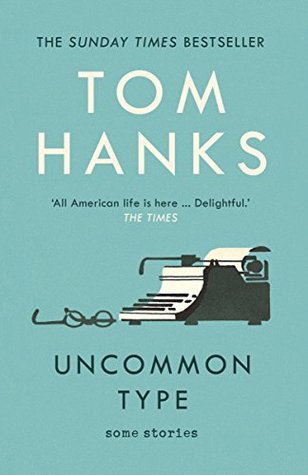 THE SUNDAY TIMES BESTSELLER
TOM
HANKS
‘All American life is here ... Delightful.’
THE TIMES
UNCOMMON
TYPE
some stories